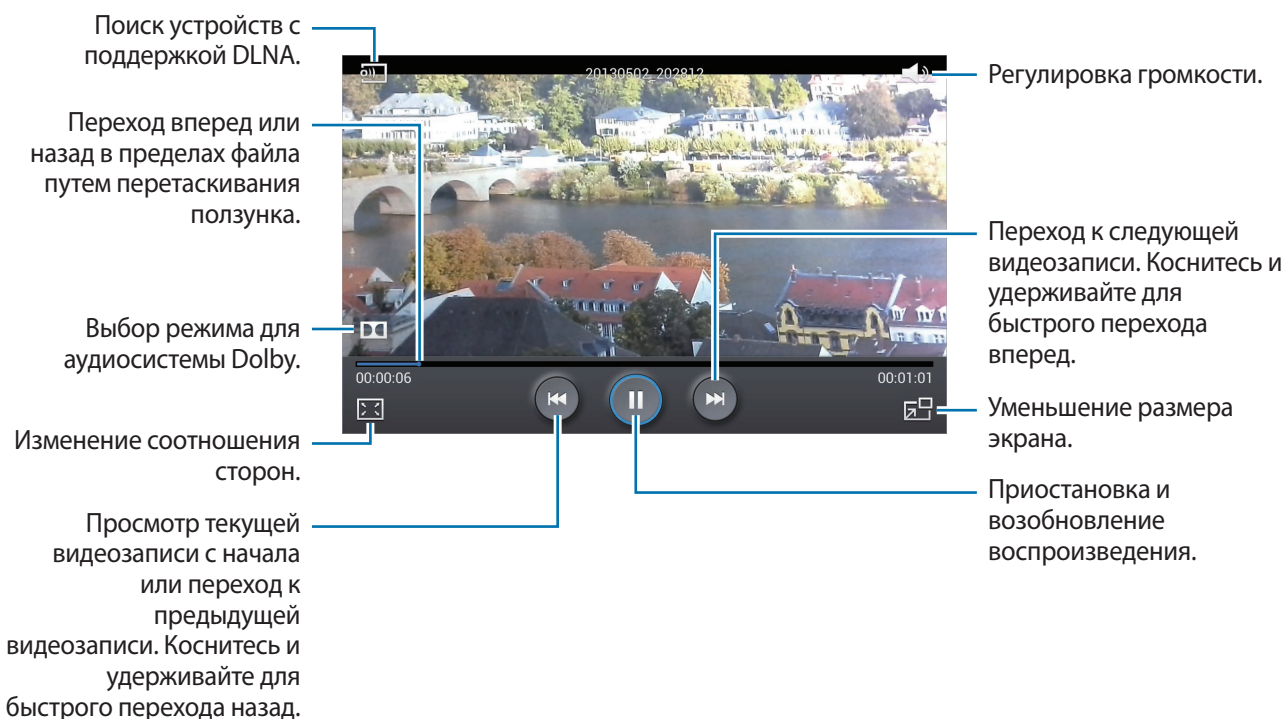 Поиск устройств с
поддержкой DLNA.
Переход вперед или
назад в пределах файла
путем перетаскивания
ползунка.
Выбор режима для
аудиосистемы Dolby.
Изменение соотношения
сторон.
Просмотр текущей
видеозаписи с начала
или переход к
предыдущей
видеозаписи. Коснитесь и
удерживайте для
быстрого перехода назад.
20130502_202812
00:00:06
00:01:01
Регулировка громкости.
Переход к следующей
видеозаписи. Коснитесь и
удерживайте для
быстрого перехода
вперед.
Уменьшение размера
экрана.
Приостановка и
возобновление
воспроизведения.